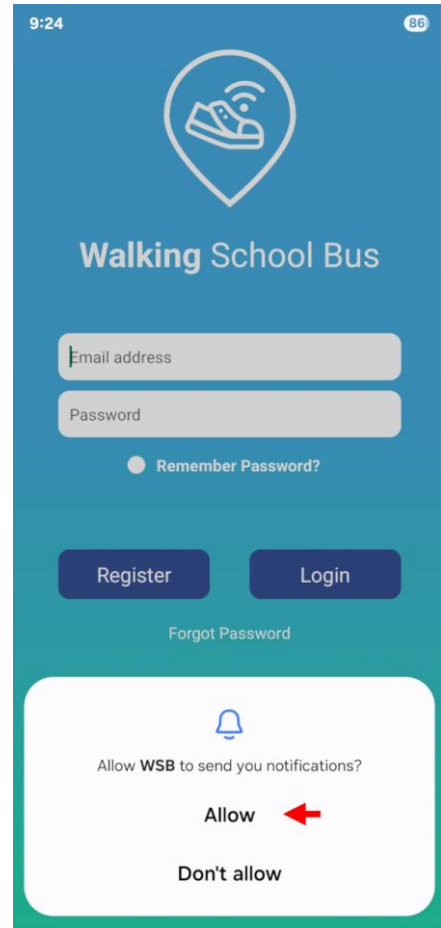 9:24
86
Walking School Bus
Email address
Password
Remember Password?
Register Login
Forgot Password
Allow WSB to send you notifications?
Allow
Don't allow